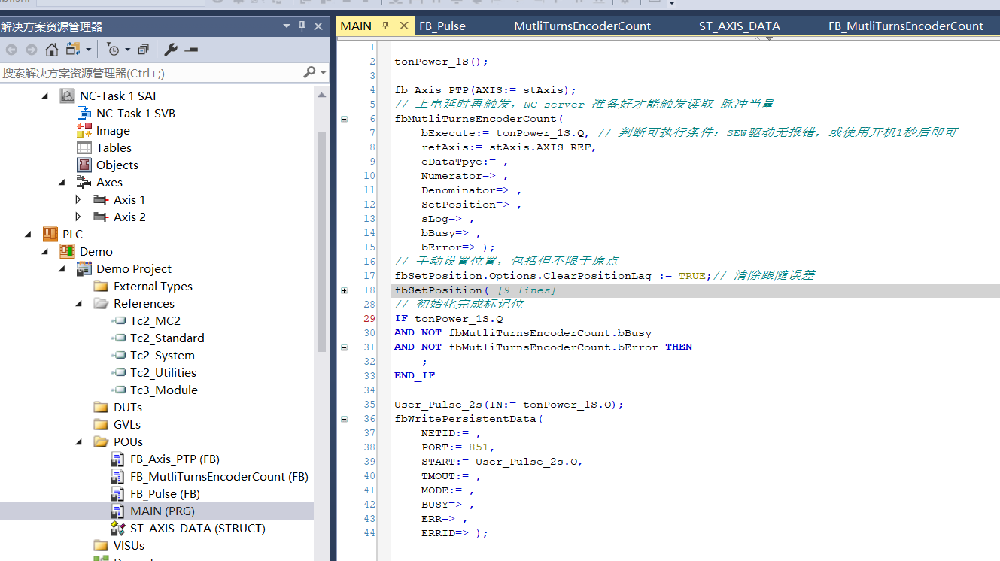 解决方案资源管理器
搜索解决方案资源管理器(Ctrl+;)
NC-Task 1 SAF
NC-Task 1 SVB
Image
Tables
Objects
Axes
Axis 1
Axis 2
PLC
Demo
Demo Project
External Types
References
Tc2_MC2
Tc2_Standard
Tc2_System
Tc2_Utilities
Tc3_Module
DUTs
GVLs
POUs
FB_Axis_PTP (FB)
FB_MutliTurnsEncoderCount (FB)
FB_Pulse (FB)
MAIN (PRG)
ST_AXIS_DATA (STRUCT)
VISUs
MAIN FB_Pulse MutliTurnsEncoderCount ST_AXIS_DATA FB_MutliTurnsEncoderCount
1
2 tonPower_1S();
3
4 fb_Axis_PTP(AXIS:= stAxis);
5 // 上电延时再触发，NC server 准备好才能触发读取 脉冲当量
6 fbMutliTurnsEncoderCount(
7 bExecute:= tonPower_1S.Q, // 判断可执行条件：SEW驱动无报错，或使用开机1秒后即可
8 refAxis:= stAxis.AXIS_REF,
9 eDataTpye:= ,
10 Numerator=> ,
11 Denominator=> ,
12 SetPosition=> ,
13 sLog=> ,
14 bBusy=> ,
15 bError=> );
16 // 手动设置位置，包括但不限于原点
17 fbSetPosition.Options.ClearPositionLag := TRUE;// 清除跟随误差
18 fbSetPosition( [9 lines]
28 // 初始化完成标记位
29 IF tonPower_1S.Q
30 AND NOT fbMutliTurnsEncoderCount.bBusy
31 AND NOT fbMutliTurnsEncoderCount.bError THEN
32 ;
33 END_IF
34
35 User_Pulse_2s(IN:= tonPower_1S.Q);
36 fbWritePersistentData(
37 NETID:= ,
38 PORT:= 851,
39 START:= User_Pulse_2s.Q,
40 TMOUT:= ,
41 MODE:= ,
42 BUSY=> ,
43 ERR=> ,
44 ERRID=> );